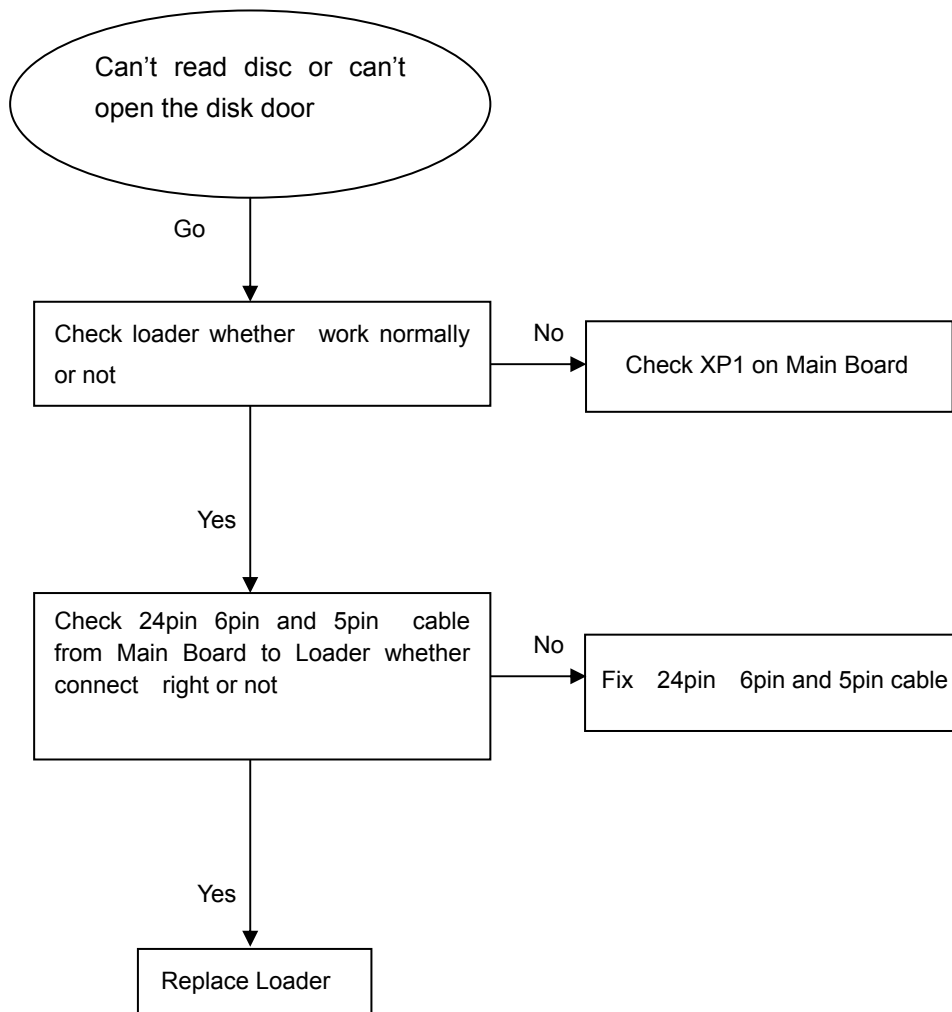 Can’t read disc or can’t
open the disk door
Go
Check loader whether work normally
or not
No
Check XP1 on Main Board
Yes
Check 24pin 6pin and 5pin cable
from Main Board to Loader whether
connect right or not
No
Fix 24pin 6pin and 5pin cable
Yes
Replace Loader